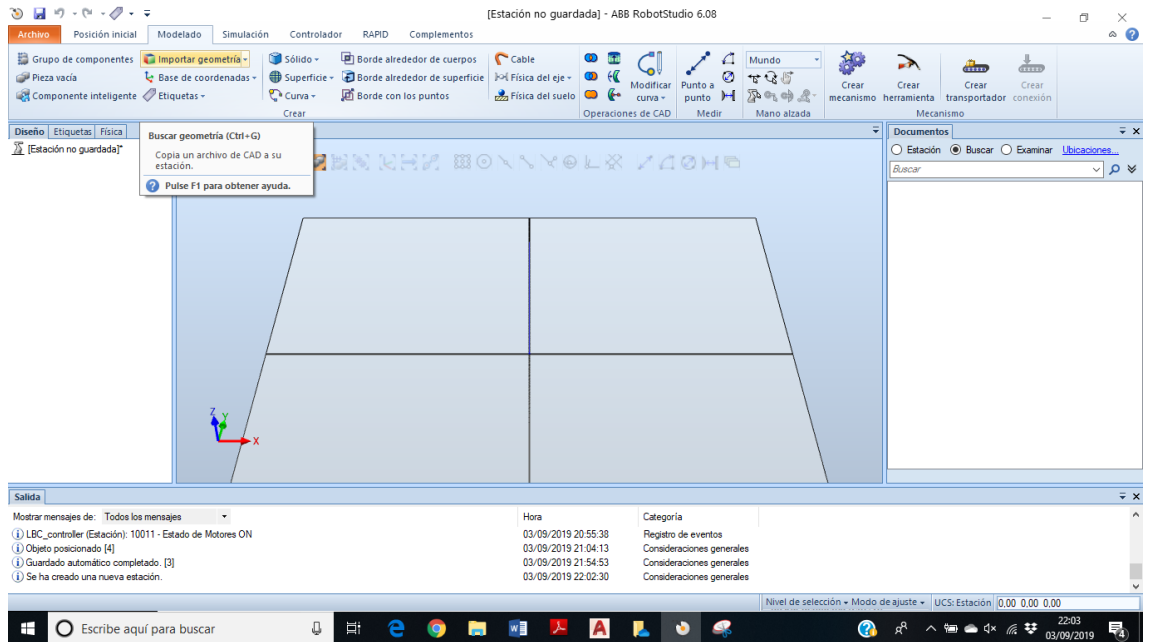 [Estación no guardada] - ABB RobotStudio 6.08
Archivo Posición inicial Modelado Simulación Controlador RAPID Complementos
Grupo de componentes Importar geometría Sólido Borde alrededor de cuerpos Cable Mundo
Pieza vacía Base de coordenadas Superficie Borde alrededor de superficie Física del eje Modificar curva Punto a punto Crear mecanismo Crear herramienta Crear transportador Crear conexión
Componente inteligente Etiquetas Curva Borde con los puntos Física del suelo
Crear Operaciones de CAD Medir Mano alzada Mecanismo
Diseño Etiquetas Física
[Estación no guardada]*
Buscar geometría (Ctrl+G)
Copia un archivo de CAD a su
estación.
Pulse F1 para obtener ayuda.
Documentos
Estación Buscar Examinar Ubicaciones...
Buscar
Z
Y
X
Salida
Mostrar mensajes de: Todos los mensajes Hora Categoría
LBC_controller (Estación): 10011 - Estado de Motores ON 03/09/2019 20:55:38 Registro de eventos
Objeto posicionado [4] 03/09/2019 21:04:13 Consideraciones generales
Guardado automático completado. [3] 03/09/2019 21:54:53 Consideraciones generales
Se ha creado una nueva estación. 03/09/2019 22:02:30 Consideraciones generales
Nivel de selección Modo de ajuste UCS: Estación 0,00 0,00 0,00
Escribe aquí para buscar
22:03
03/09/2019
4